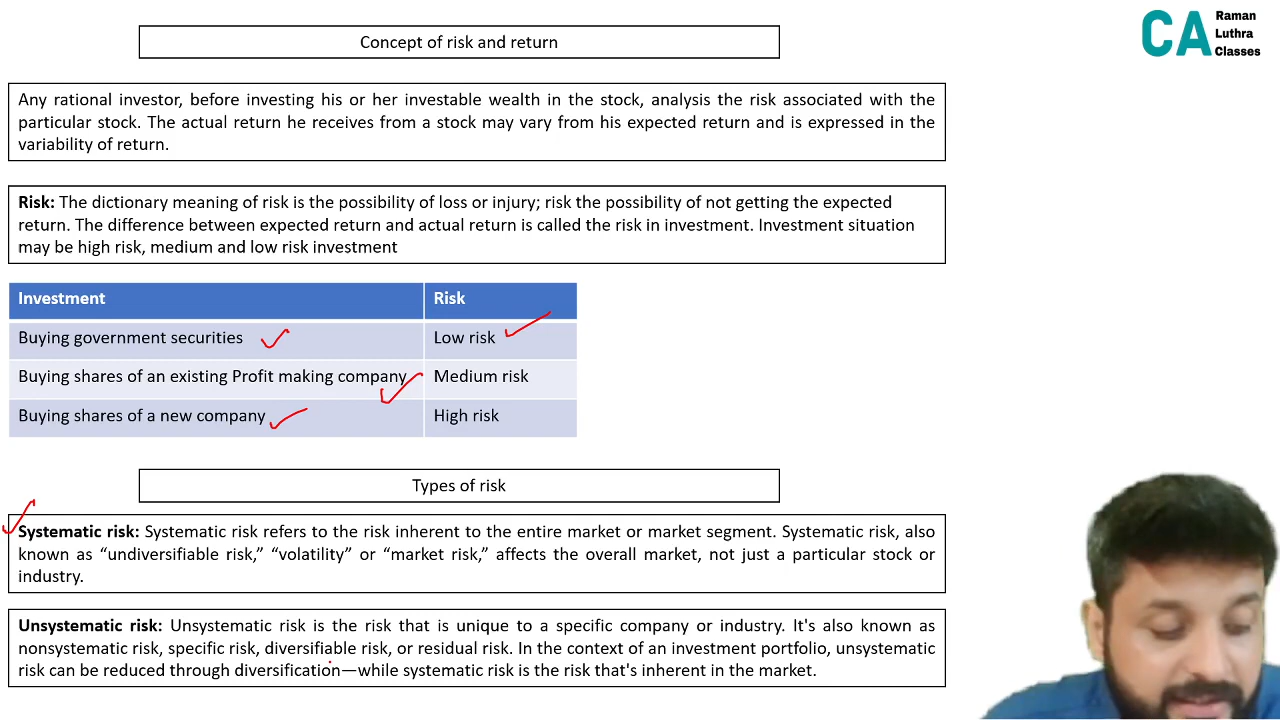 Concept of risk and return
CA Raman
Luthra
Classes
Any rational investor, before investing his or her investable wealth in the stock, analysis the risk associated with the
particular stock. The actual return he receives from a stock may vary from his expected return and is expressed in the
variability of return.
Risk: The dictionary meaning of risk is the possibility of loss or injury; risk the possibility of not getting the expected
return. The difference between expected return and actual return is called the risk in investment. Investment situation
may be high risk, medium and low risk investment
Investment Risk
Buying government securities Low risk
Buying shares of an existing Profit making company Medium risk
Buying shares of a new company High risk
Types of risk
Systematic risk: Systematic risk refers to the risk inherent to the entire market or market segment. Systematic risk, also
known as “undiversifiable risk,” “volatility” or “market risk,” affects the overall market, not just a particular stock or
industry.
Unsystematic risk: Unsystematic risk is the risk that is unique to a specific company or industry. It's also known as
nonsystematic risk, specific risk, diversifiable risk, or residual risk. In the context of an investment portfolio, unsystematic
risk can be reduced through diversification—while systematic risk is the risk that's inherent in the market.